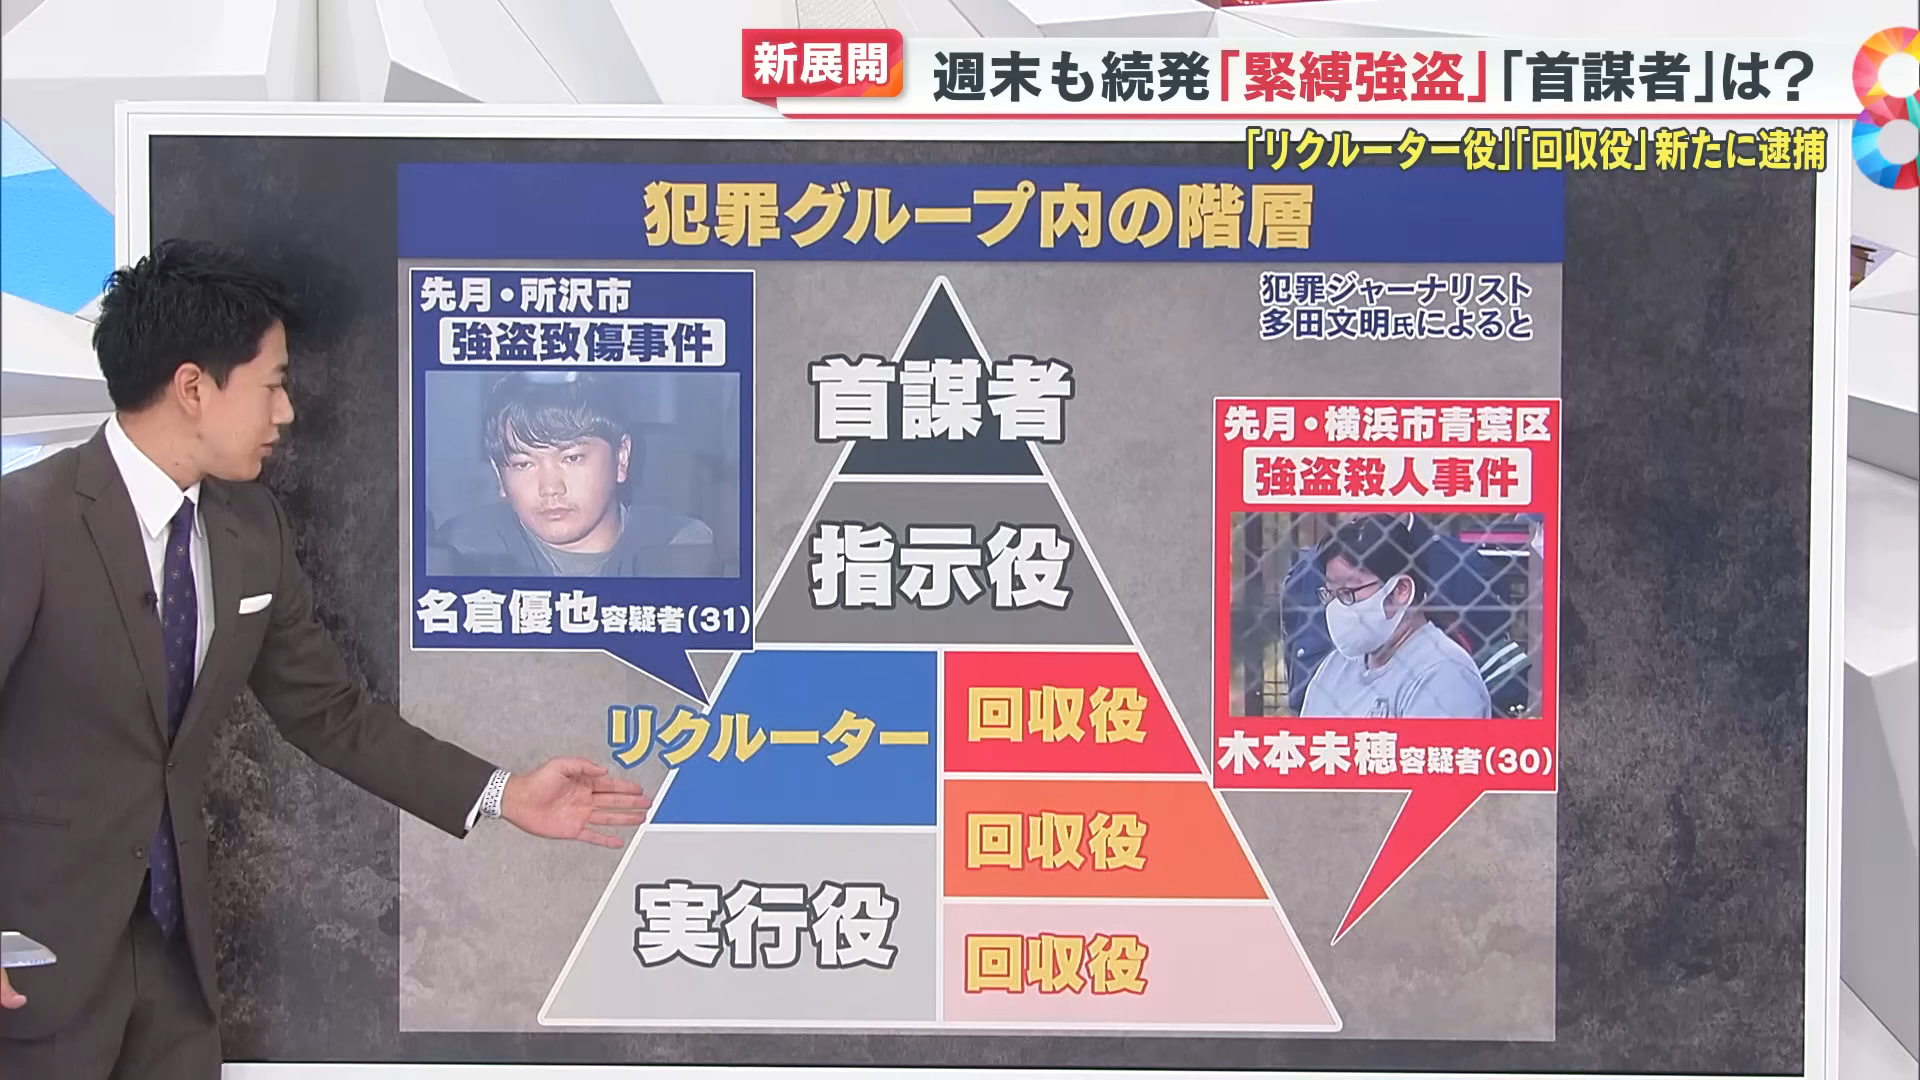 新展開
週末も続発「緊縛強盗」「首謀者」は?
「リクルーター役」「回収役」新たに逮捕
犯罪グループ内の階層
先月・所沢市
強盗致傷事件
名倉優也容疑者(31)
犯罪ジャーナリスト
多田文明氏によると
首謀者
指示役
先月・横浜市青葉区
強盗殺人事件
木本未穂容疑者(30)
リクルーター
回収役
回収役
実行役
回収役